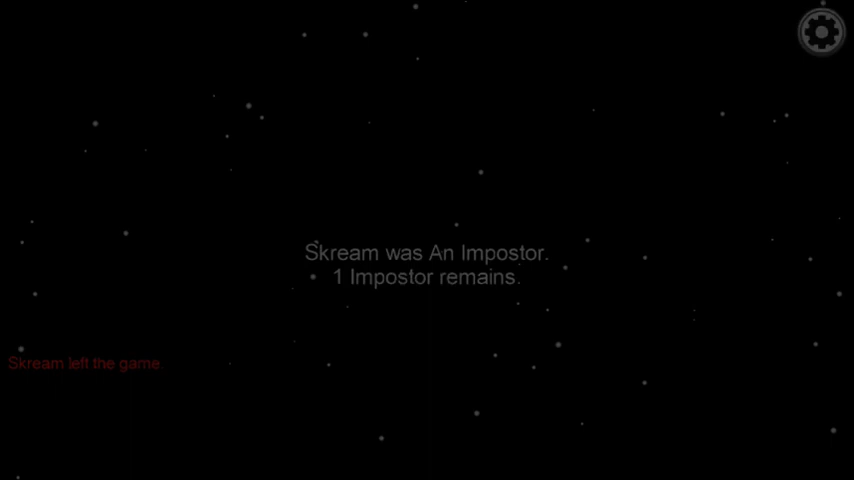 Skream was An Impostor.
1 Impostor remains.
Skream left the game